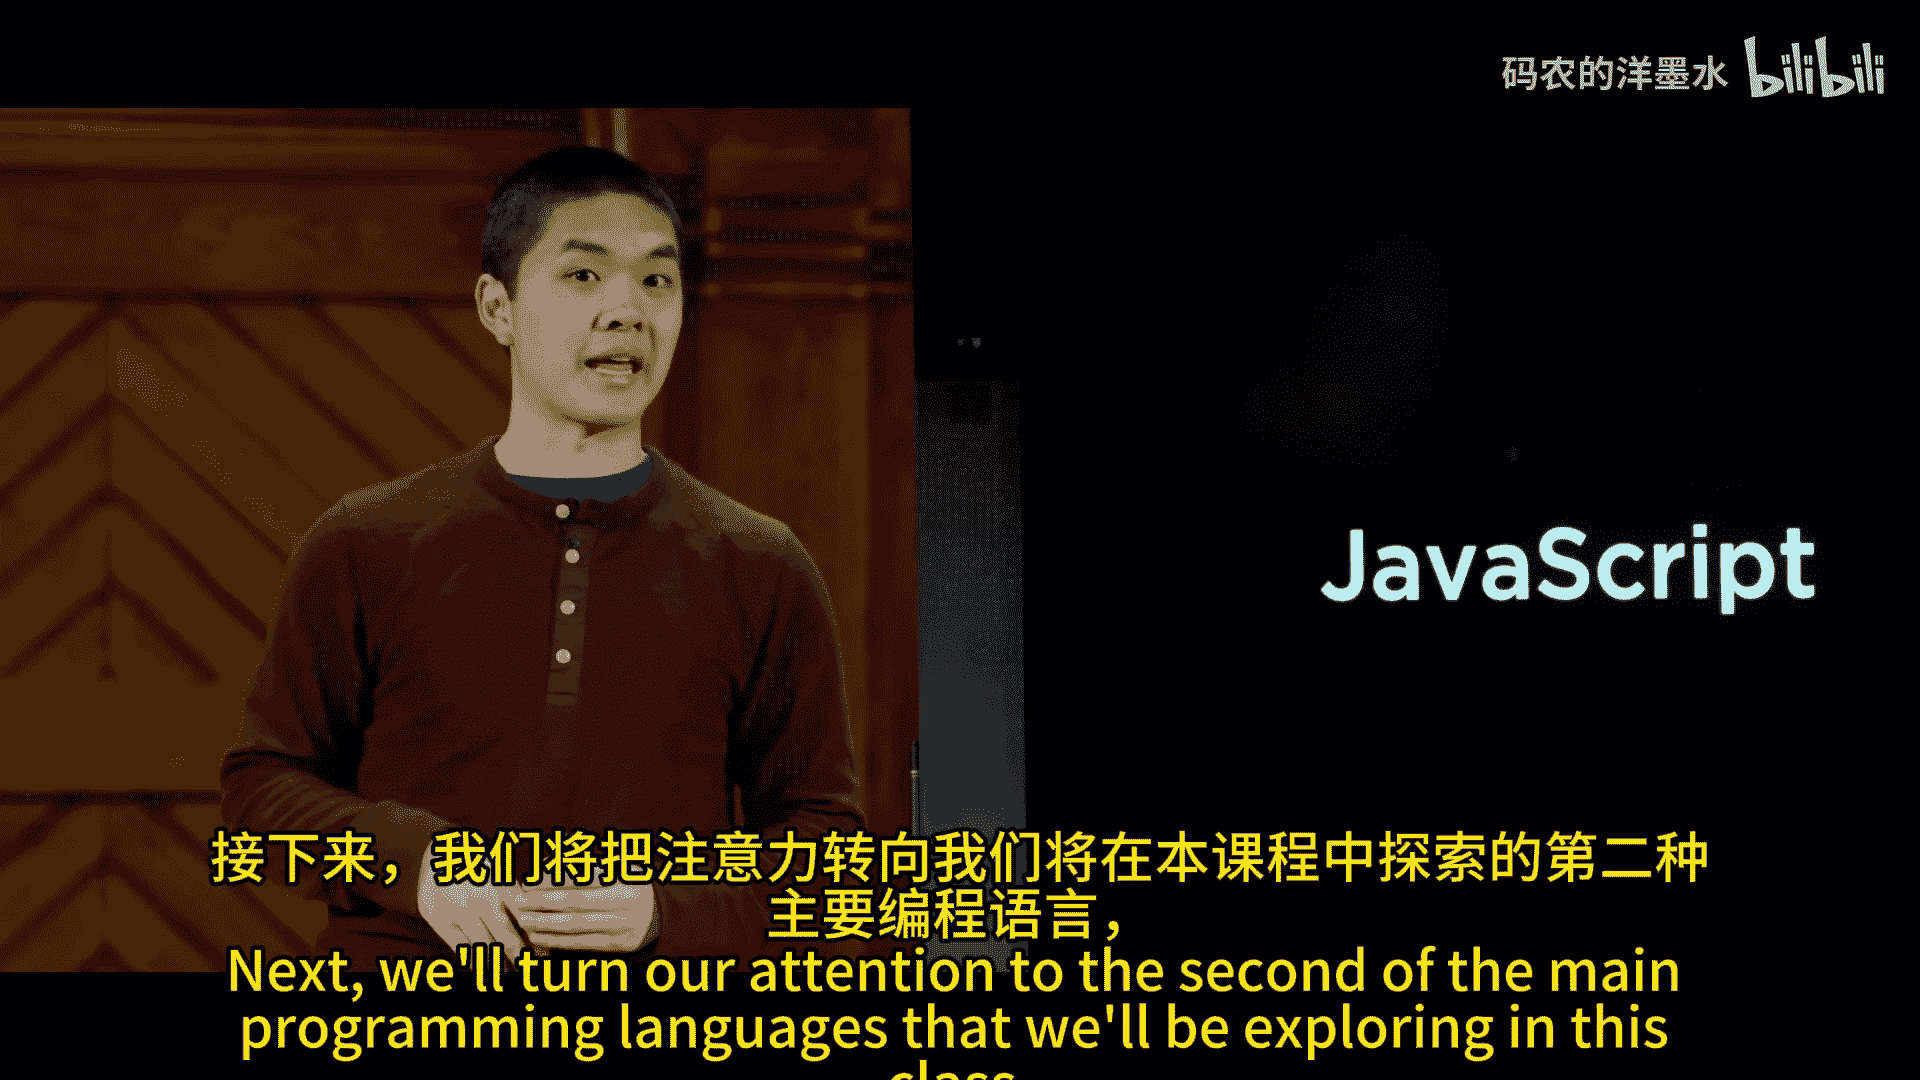 码农的洋墨水 bilibili
JavaScript
接下来，我们将把注意力转向我们将在本课程中探索的第二种
主要编程语言，
Next, we'll turn our attention to the second of the main
programming languages that we'll be exploring in this
class